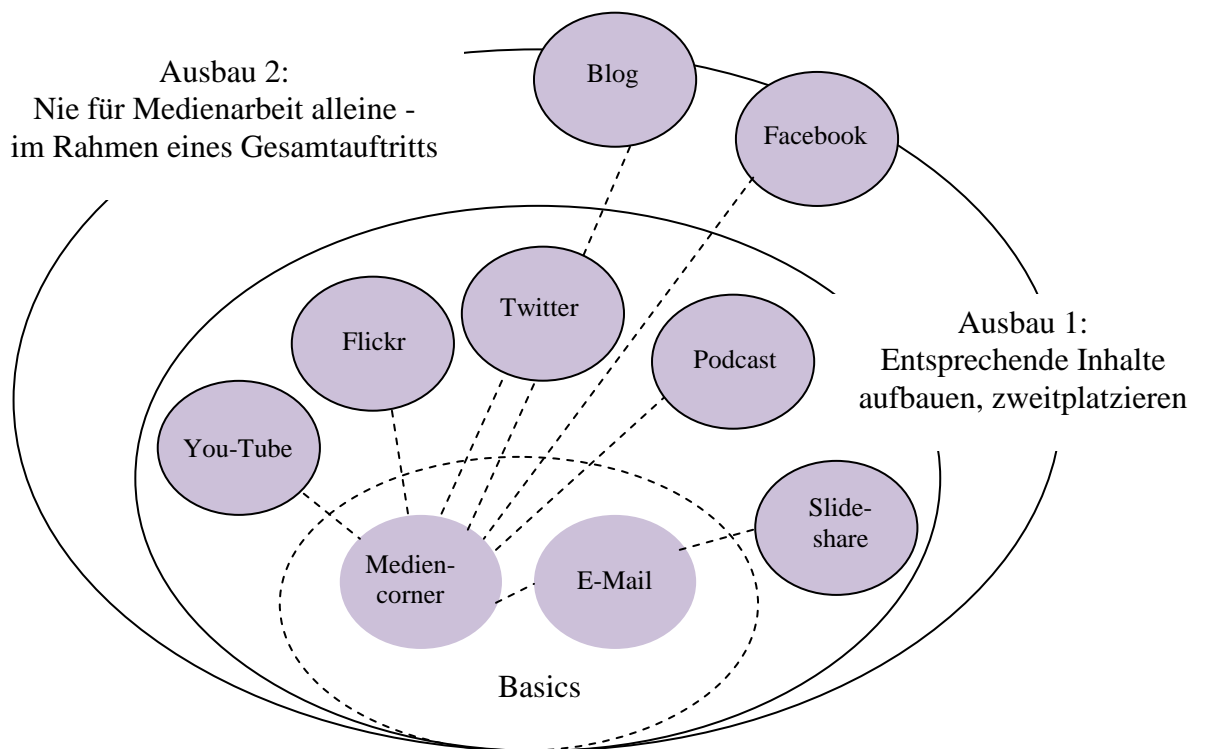 Ausbau 2:
Nie für Medienarbeit alleine -
im Rahmen eines Gesamtauftritts
Blog
Facebook
Twitter
Flickr
Podcast
You-Tube
Ausbau 1:
Entsprechende Inhalte
aufbauen, zweitplatzieren
Slide-
share
Medien-
corner
E-Mail
Basics